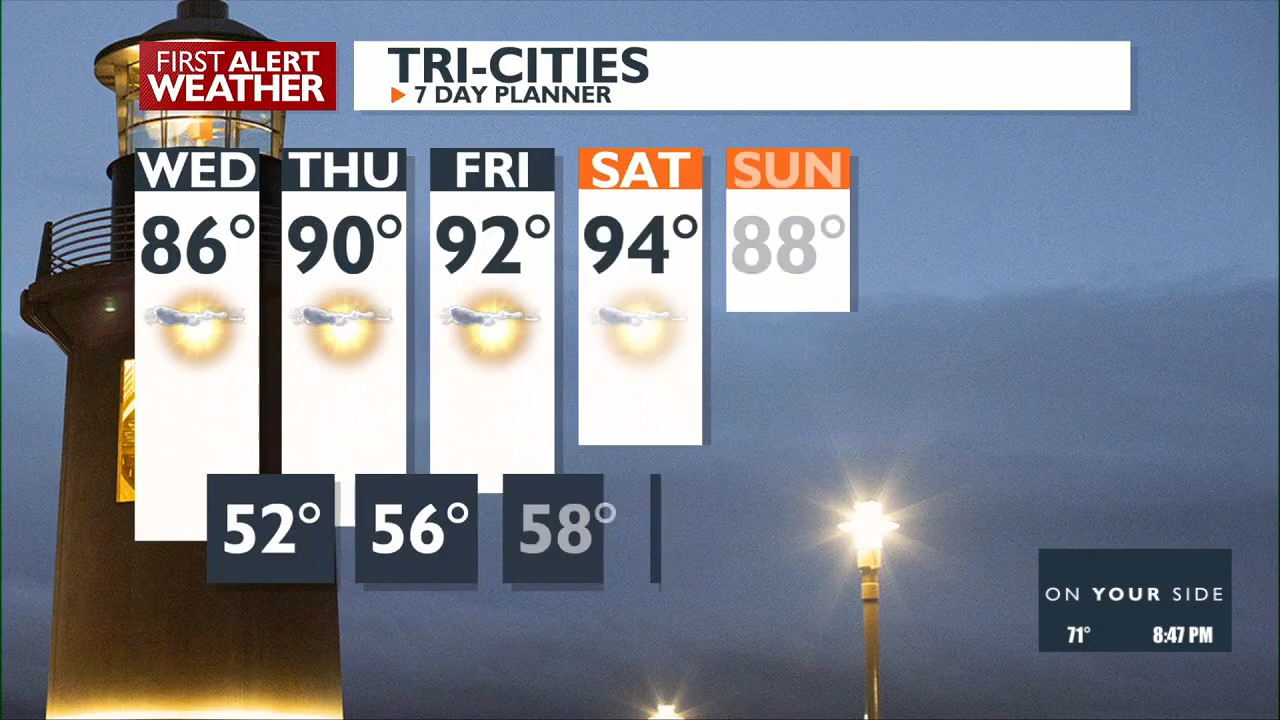 FIRST ALERT
WEATHER
TRI-CITIES
7 DAY PLANNER
WED THU FRI SAT SUN
86° 90° 92° 94° 88°
52° 56° 58°
ON YOUR SIDE
71° 8:47 PM